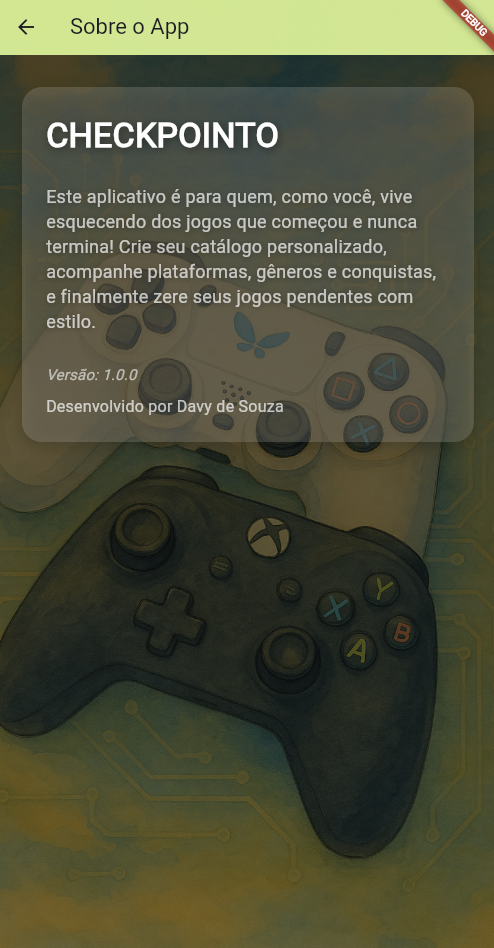 Sobre o App
DEBUG
CHECKPOINTO
Este aplicativo é para quem, como você, vive
esquecendo dos jogos que começou e nunca
termina! Crie seu catálogo personalizado,
acompanhe plataformas, gêneros e conquistas,
e finalmente zere seus jogos pendentes com
estilo.
Versão: 1.0.0
Desenvolvido por Davy de Souza
Y
X
B
A